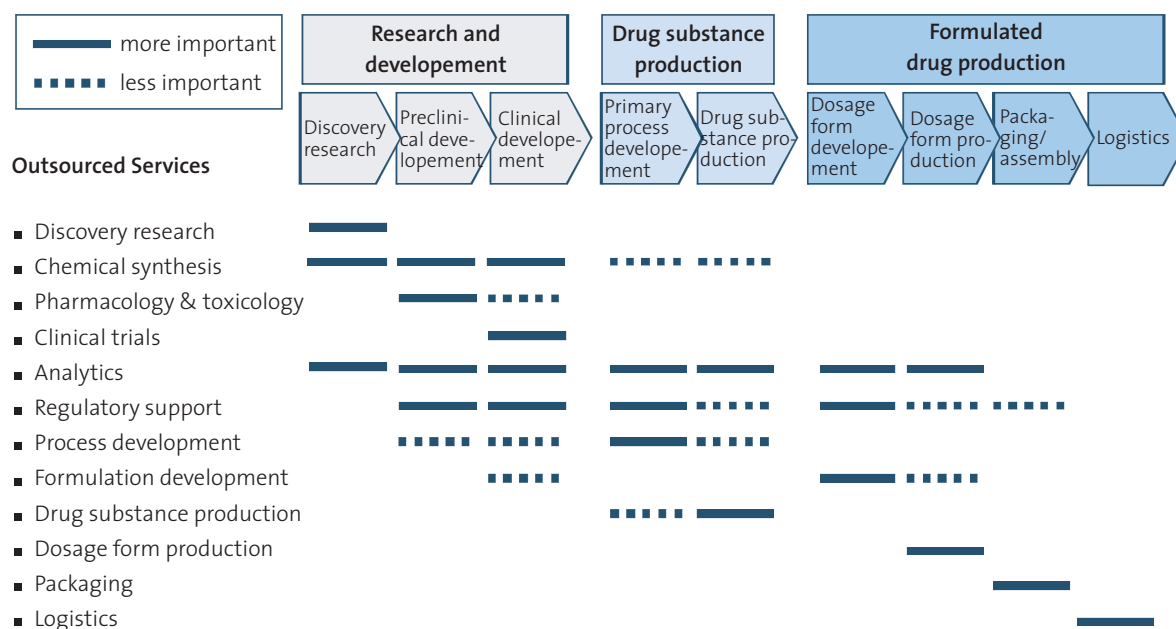 more important
less important
Research and
developement
Drug substance
production
Formulated
drug production
Discovery
research
Preclini-
cal deve-
lopement
Clinical
develope-
ment
Primary
process
develope-
ment
Drug sub-
stance pro-
duction
Dosage
form
develope-
ment
Dosage
form pro-
duction
Packa-
ging/
assembly
Logistics
Outsourced Services
Discovery research
Chemical synthesis
Pharmacology & toxicology
Clinical trials
Analytics
Regulatory support
Process development
Formulation development
Drug substance production
Dosage form production
Packaging
Logistics